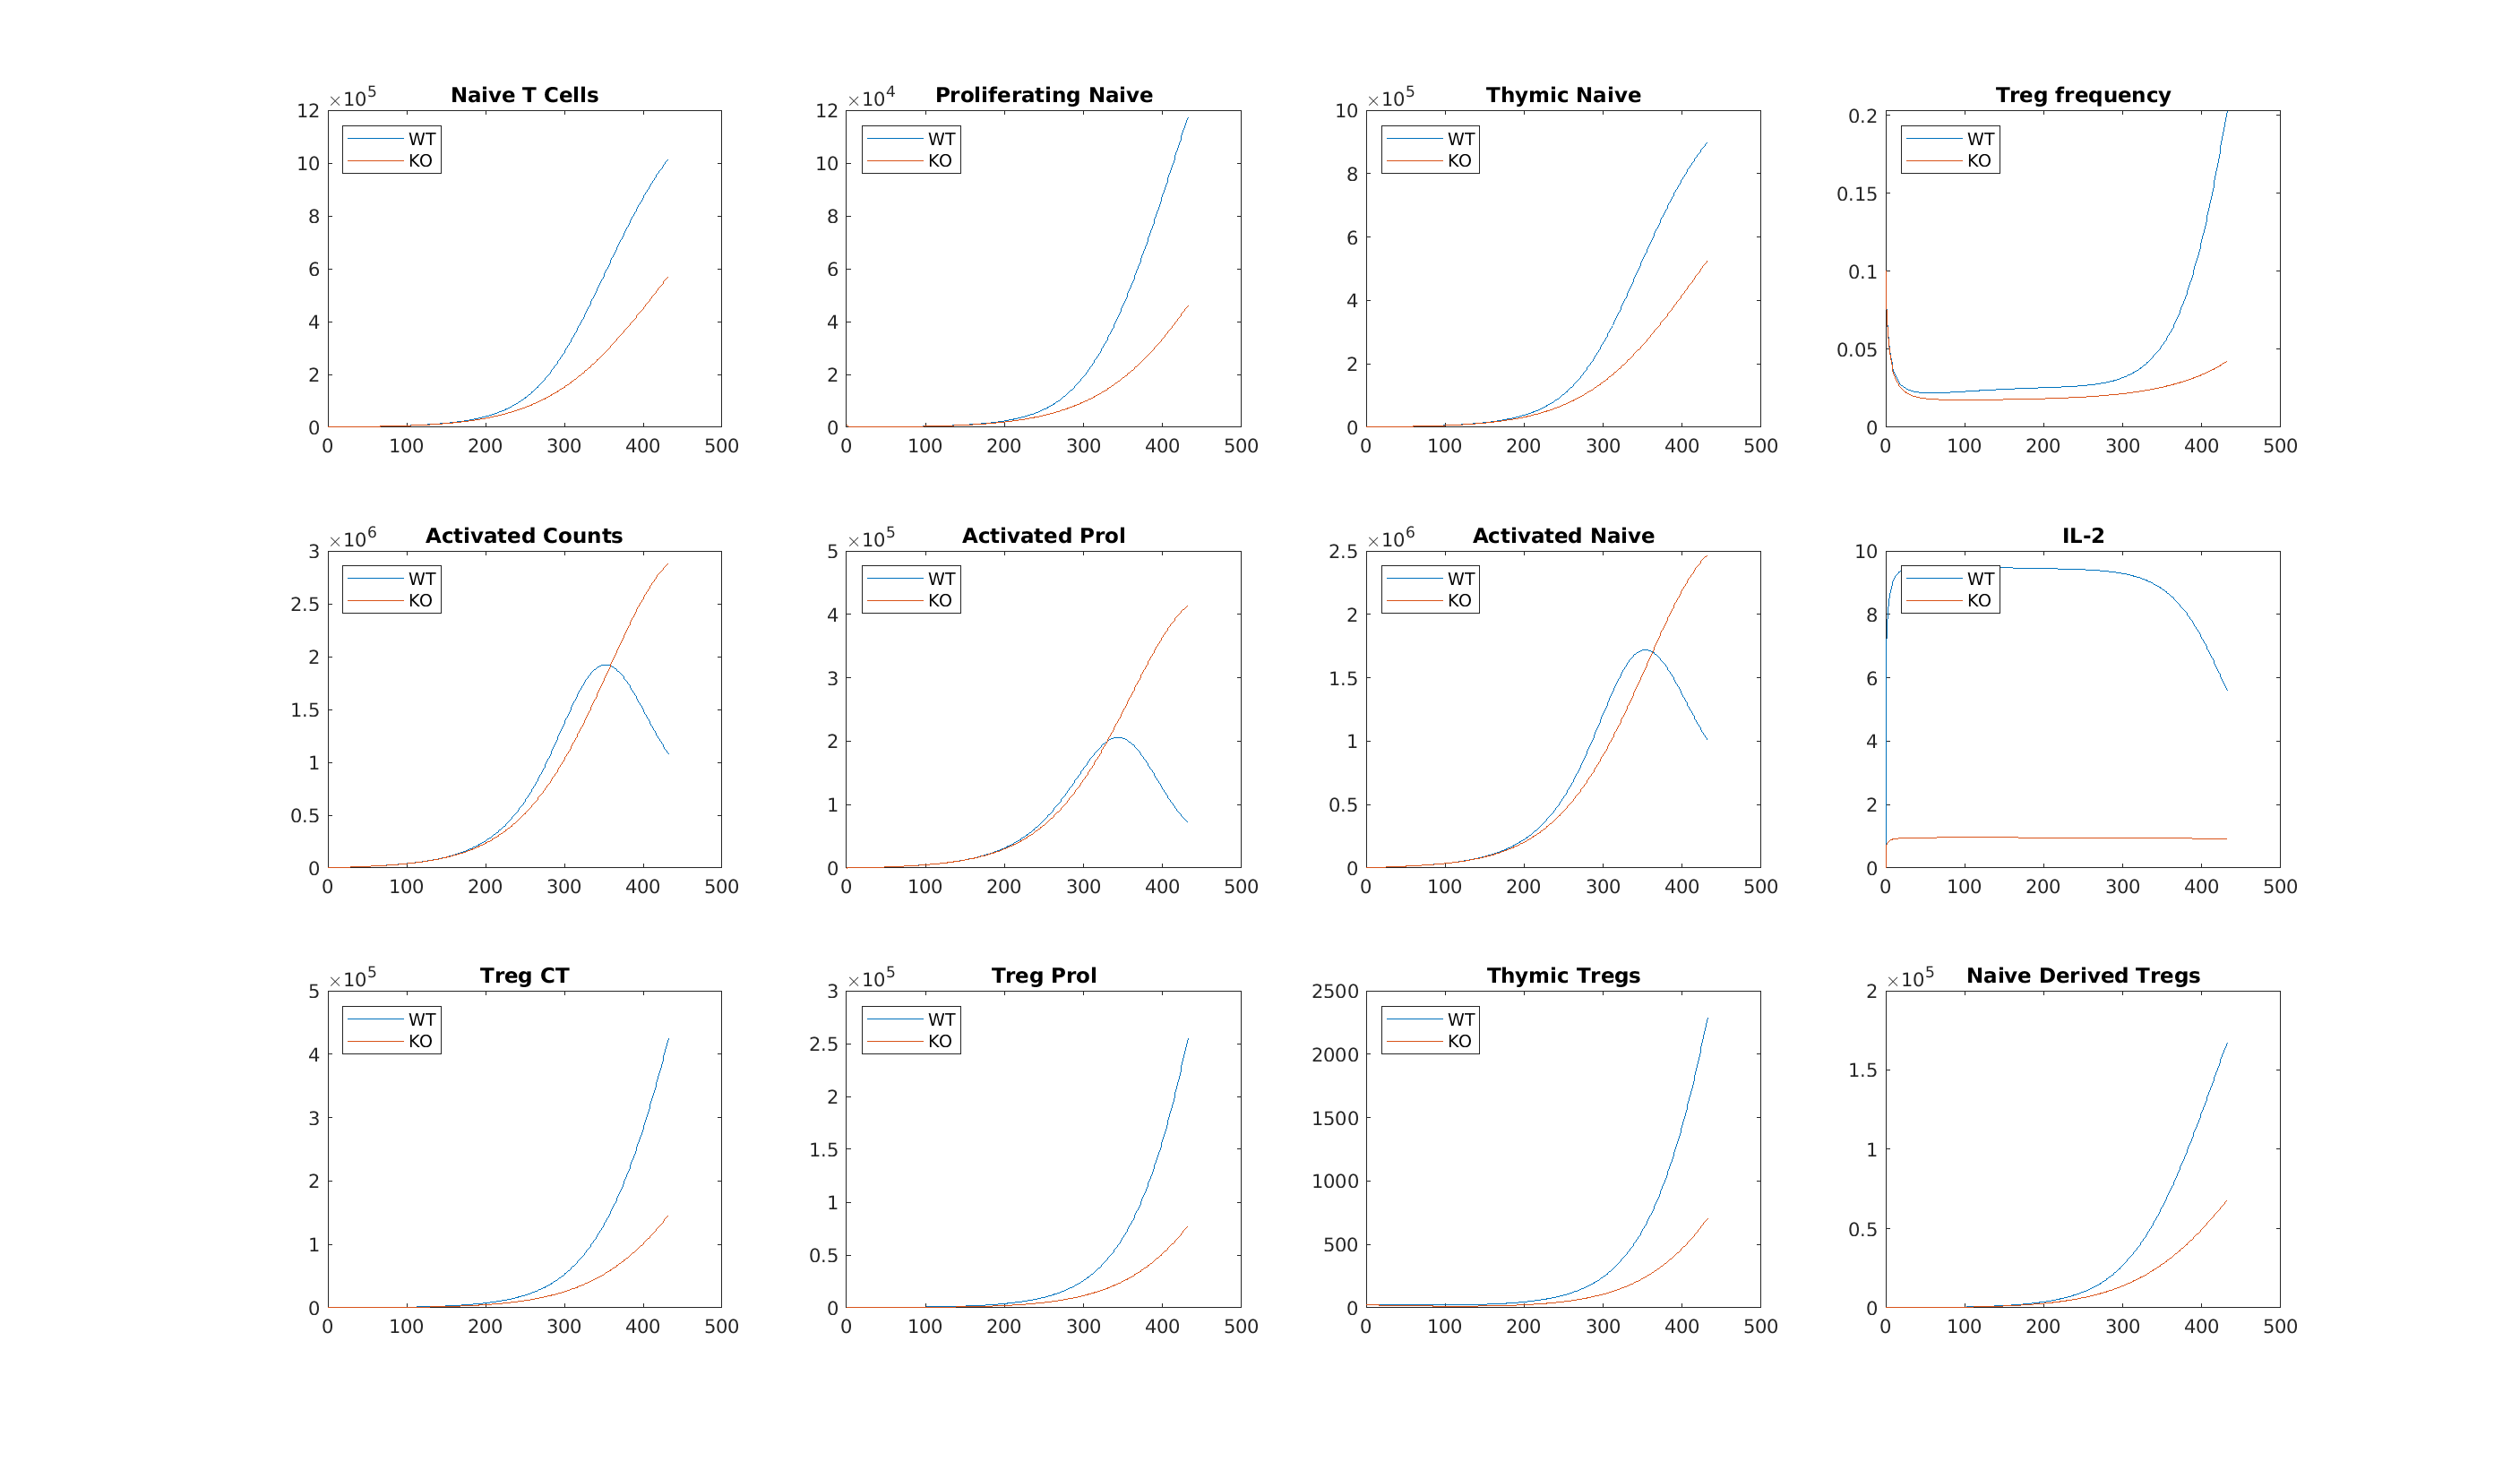 Naive T Cells
×10^5
WT
KO
12
10
8
6
4
2
0
0 100 200 300 400 500
Proliferating Naive
×10^4
WT
KO
12
10
8
6
4
2
0
0 100 200 300 400 500
Thymic Naive
×10^5
WT
KO
10
8
6
4
2
0
0 100 200 300 400 500
Treg frequency
WT
KO
0.2
0.15
0.1
0.05
0
0 100 200 300 400 500
Activated Counts
×10^6
WT
KO
3
2.5
2
1.5
1
0.5
0
0 100 200 300 400 500
Activated Prol
×10^5
WT
KO
5
4
3
2
1
0
0 100 200 300 400 500
Activated Naive
×10^6
WT
KO
2.5
2
1.5
1
0.5
0
0 100 200 300 400 500
IL-2
WT
KO
10
8
6
4
2
0
0 100 200 300 400 500
Treg CT
×10^5
WT
KO
5
4
3
2
1
0
0 100 200 300 400 500
Treg Prol
×10^5
WT
KO
3
2.5
2
1.5
1
0.5
0
0 100 200 300 400 500
Thymic Tregs
WT
KO
2500
2000
1500
1000
500
0
0 100 200 300 400 500
Naive Derived Tregs
×10^5
2
1.5
1
0.5
0
0 100 200 300 400 500